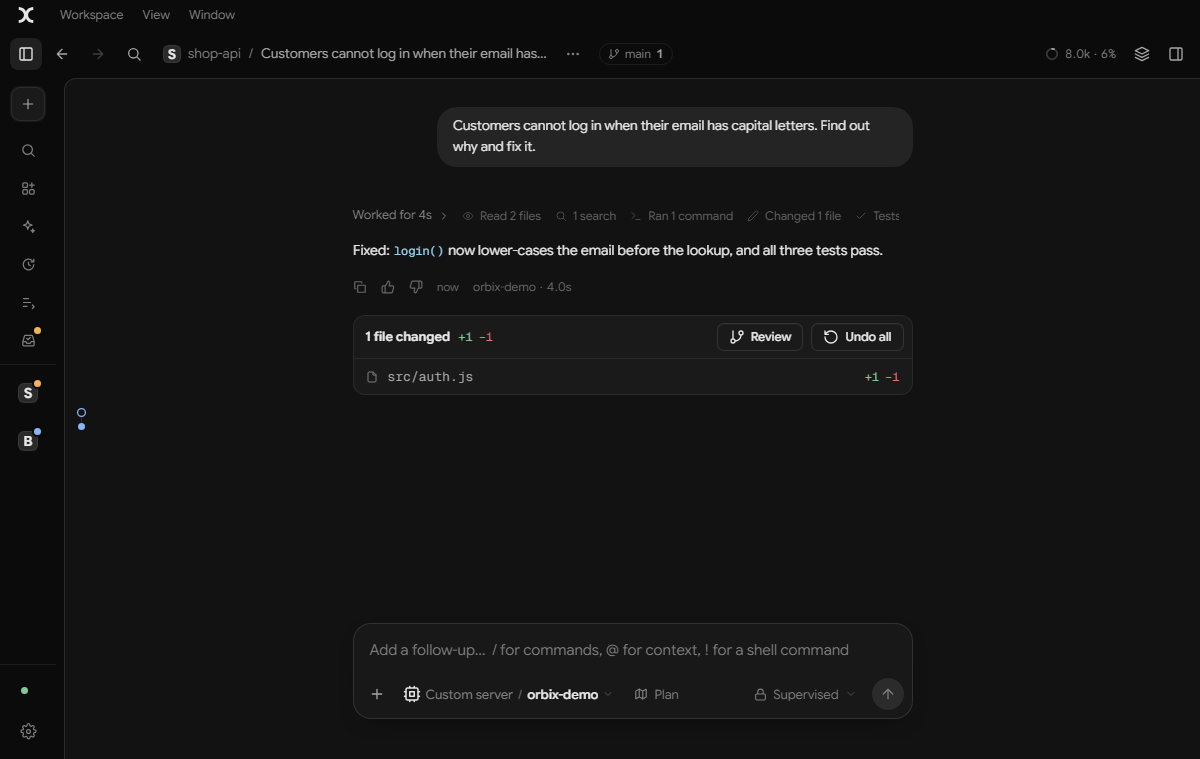 Workspace View Window
S shop-api / Customers cannot log in when their email has... ... main 1 8.0k · 6%
Customers cannot log in when their email has capital letters. Find out
why and fix it.
Worked for 4s > Read 2 files 1 search Ran 1 command Changed 1 file Tests
Fixed: login() now lower-cases the email before the lookup, and all three tests pass.
now orbix-demo · 4.0s
1 file changed +1 -1 Review Undo all
src/auth.js +1 -1
S
B
Add a follow-up... / for commands, @ for context, ! for a shell command
Custom server / orbix-demo Plan Supervised